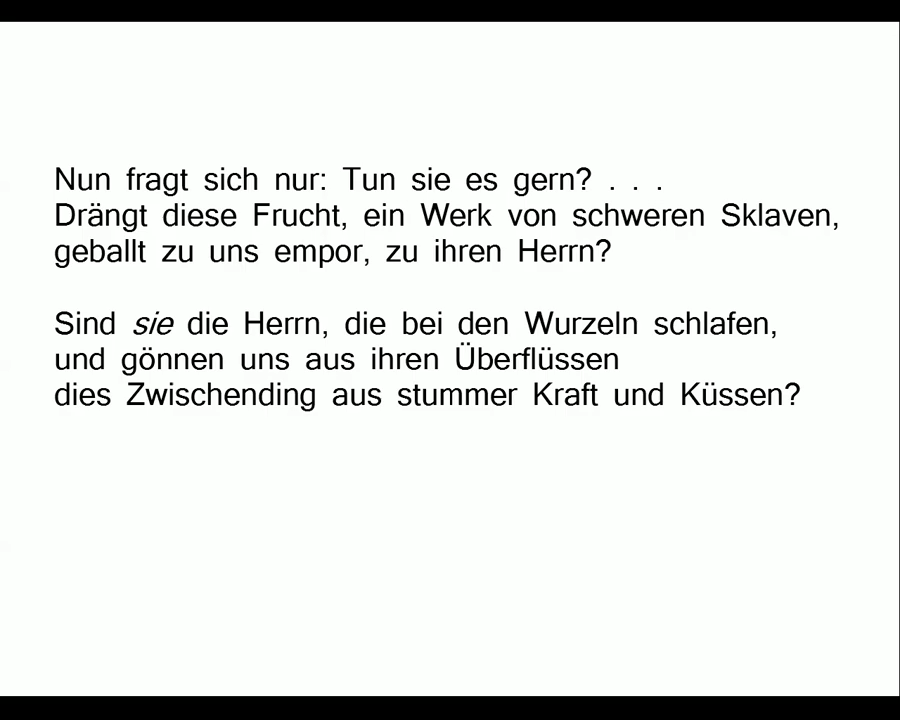 Nun fragt sich nur: Tun sie es gern? . . .
Drängt diese Frucht, ein Werk von schweren Sklaven,
geballt zu uns empor, zu ihren Herrn?
Sind sie die Herrn, die bei den Wurzeln schlafen,
und gönnen uns aus ihren Überflüssen
dies Zwischending aus stummer Kraft und Küssen?